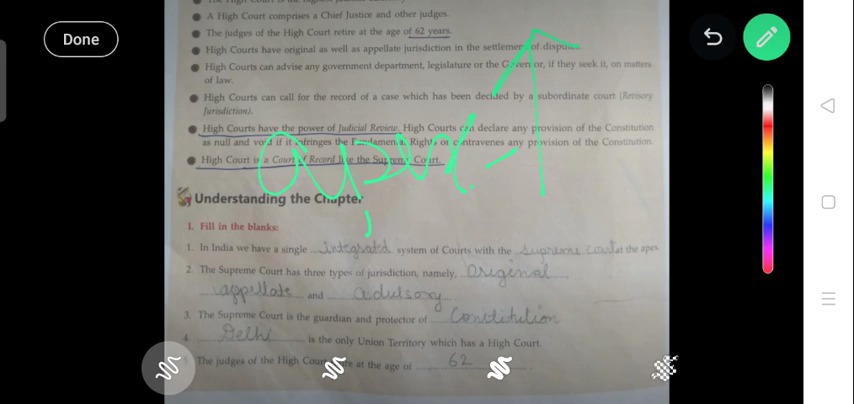 Done
A High Court comprises a Chief Justice and other judges.
The judges of the High Court retire at the age of 62 years.
High Courts have original as well as appellate jurisdiction in the settlement of disputes.
High Courts can advise any government department, legislature or the Governor, if they seek it, on matters
of law.
High Courts can call for the record of a case which has been decided by a subordinate court (Revisory
Jurisdiction).
High Courts have the power of Judicial Review. High Courts can declare any provision of the Constitution
as null and void if it infringes the Fundamental Rights or contravenes any provision of the Constitution.
High Court is a Court of Record like the Supreme Court.
Understanding the Chapter
I. Fill in the blanks:
1. In India we have a single integrated system of Courts with the supreme court at the apex
2. The Supreme Court has three types of jurisdiction, namely, original
appellate and adulsory
3. The Supreme Court is the guardian and protector of Constitution
4. Delhi is the only Union Territory which has a High Court.
The judges of the High Court retire at the age of 62.